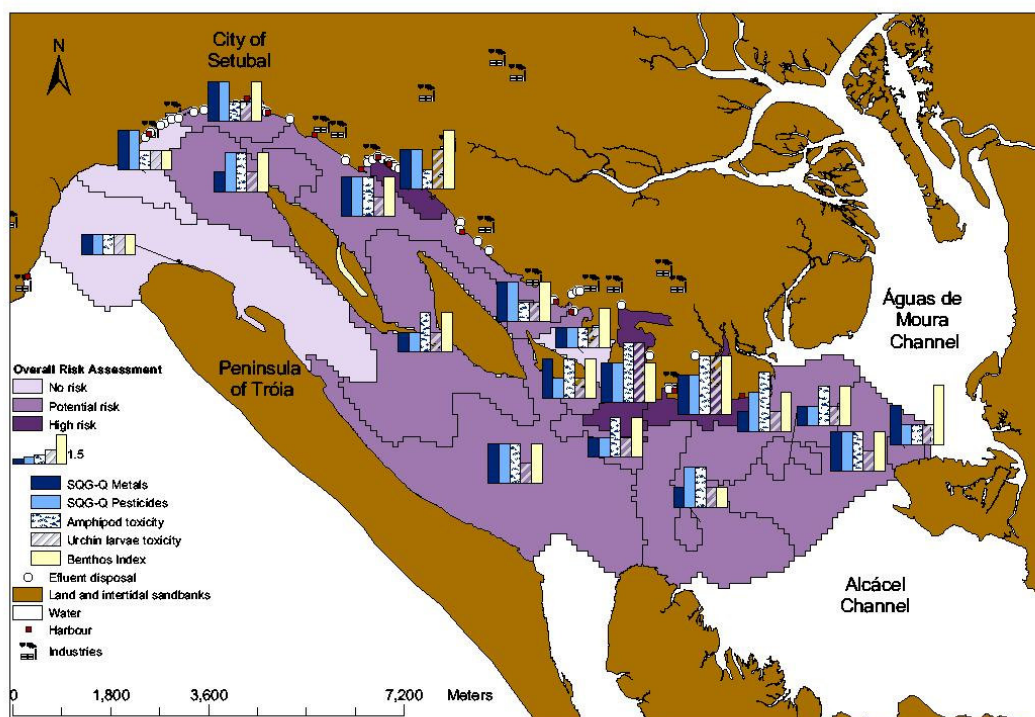 N
City of
Setubal
Águas de
Moura
Channel
Peninsula
of Tróia
Alcácel
Channel
Overall Risk Assessment
No risk
Potential risk
High risk
1.5
SQG-Q Metals
SQG-Q Pesticides
Amphipod toxicity
Urchin larvae toxicity
Benthos Index
Efluent disposal
Land and intertidal sandbanks
Water
Harbour
Industries
0 1,800 3,600 7,200 Meters